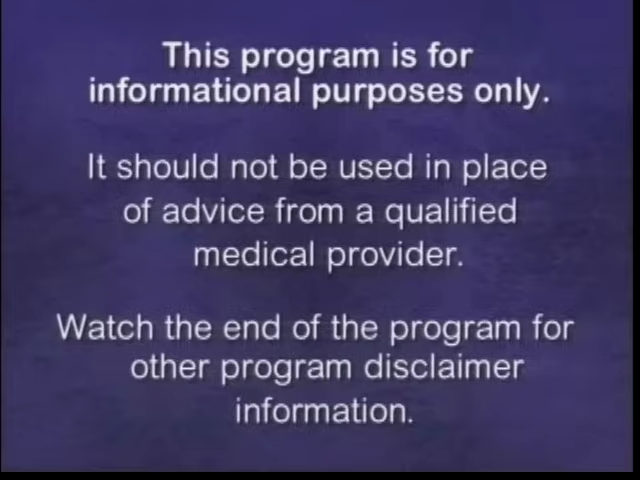 This program is for
informational purposes only.
It should not be used in place
of advice from a qualified
medical provider.
Watch the end of the program for
other program disclaimer
information.